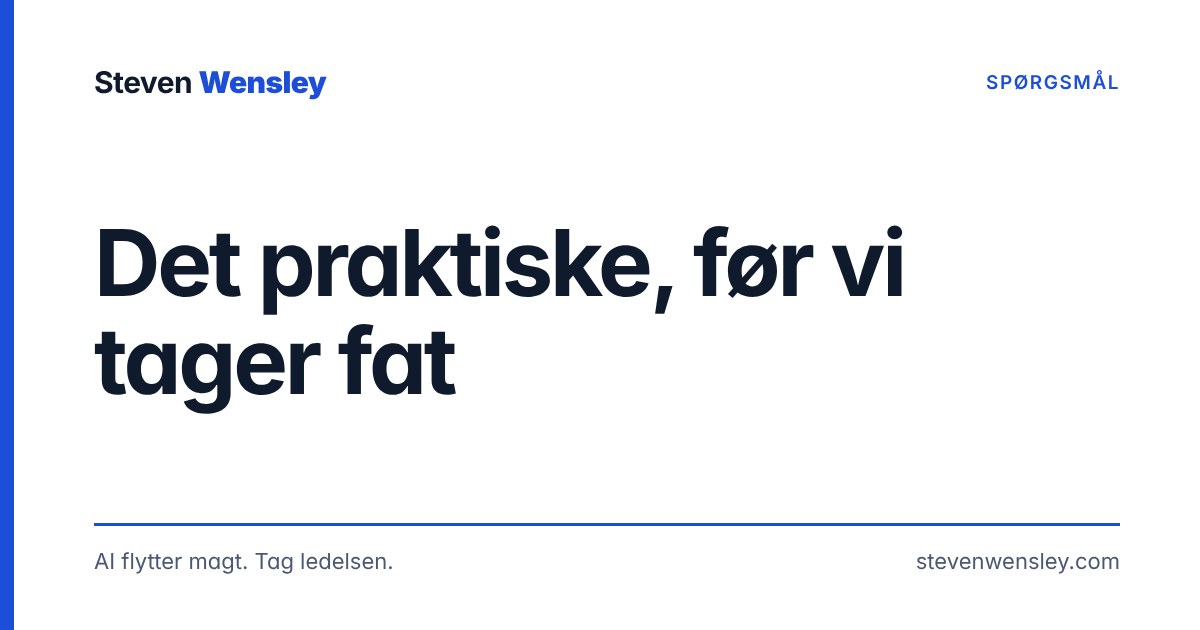 Steven Wensley
SPØRGSMÅL
Det praktiske, før vi
tager fat
AI flytter magt. Tag ledelsen.
stevenwensley.com